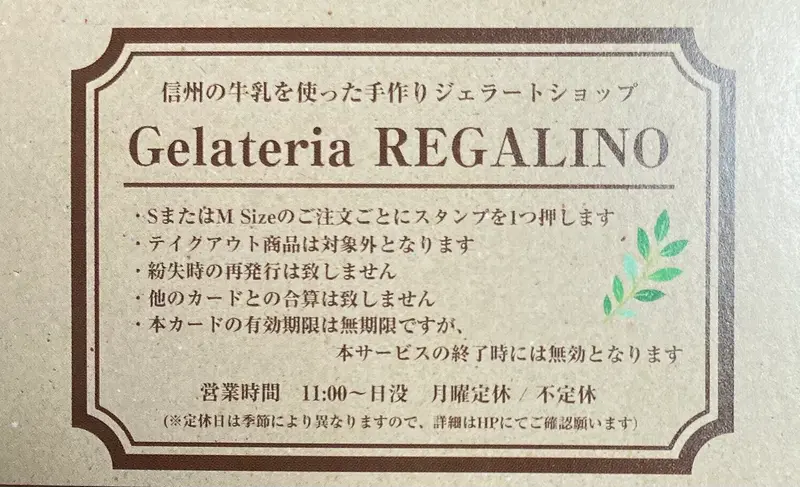 信州の牛乳を使った手作りジェラートショップ
Gelateria REGALINO
・SまたはM Sizeのご注文ごとにスタンプを1つ押します
・テイクアウト商品は対象外となります
・紛失時の再発行は致しません
・他のカードとの合算は致しません
・本カードの有効期限は無期限ですが、
本サービスの終了時には無効となります
営業時間　11:00〜日没　月曜定休 / 不定休
(※定休日は季節により異なりますので、詳細はHPにてご確認願います)